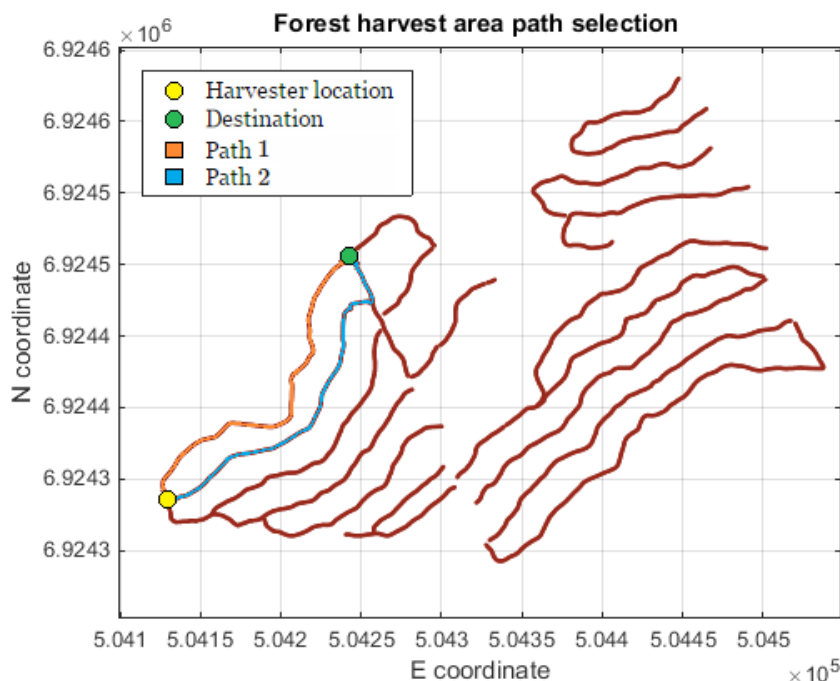 Forest harvest area path selection
× 10^6
6.9246
6.9246
6.9245
6.9245
6.9244
6.9244
6.9243
6.9243
N coordinate
Harvester location
Destination
Path 1
Path 2
5.041 5.0415 5.042 5.0425 5.043 5.0435 5.044 5.0445 5.045
E coordinate
× 10^5